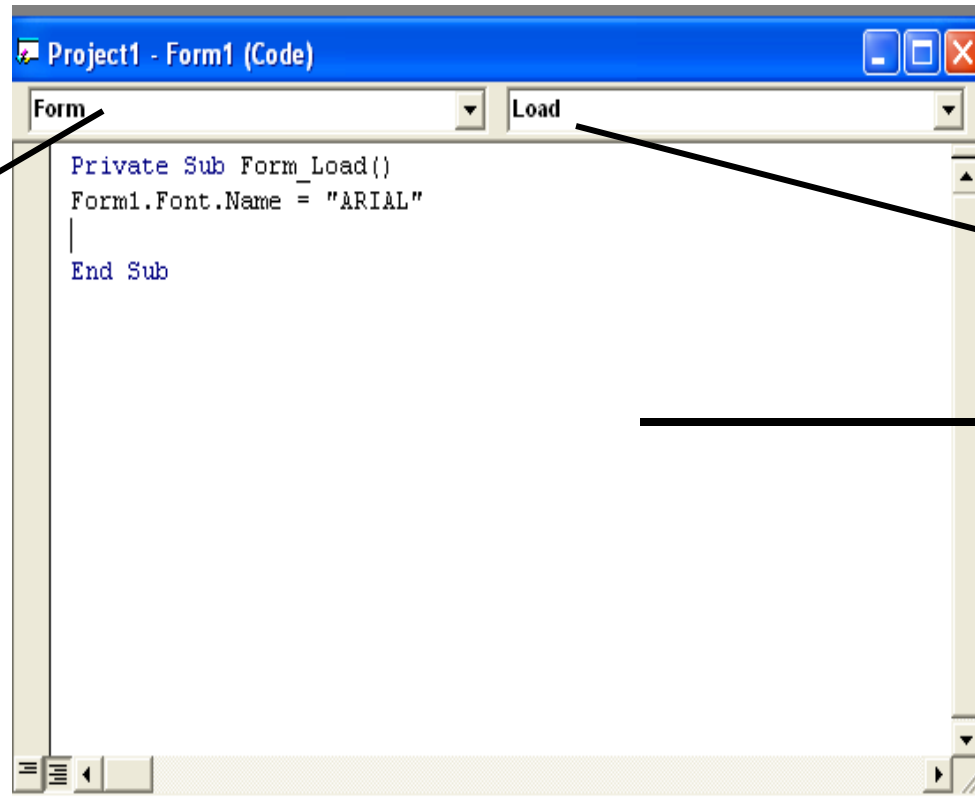 Project1 - Form1 (Code)
Form Load
Private Sub Form_Load()
Form1.Font.Name = "ARIAL"
End Sub